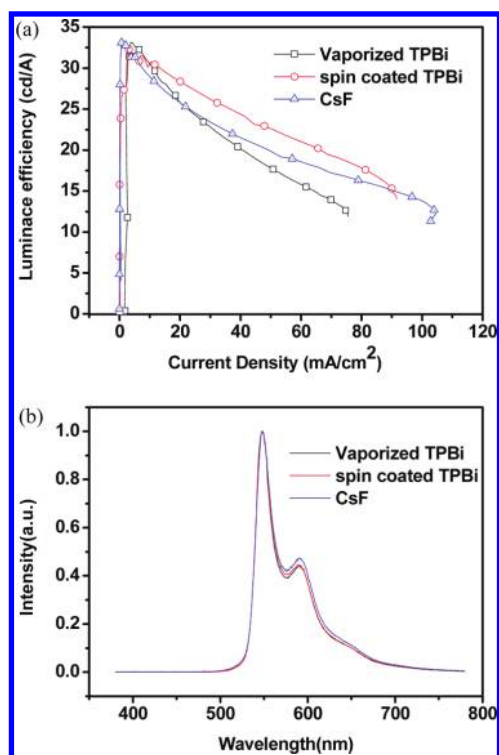 (a)
35
30
25
20
15
10
5
0
Luminace efficiency (cd/A)
Vaporized TPBi
spin coated TPBi
CsF
0 20 40 60 80 100 120
Current Density (mA/cm²)
(b)
1.0
0.8
0.6
0.4
0.2
0.0
Intensity(a.u.)
Vaporized TPBi
spin coated TPBi
CsF
400 500 600 700 800
Wavelength(nm)